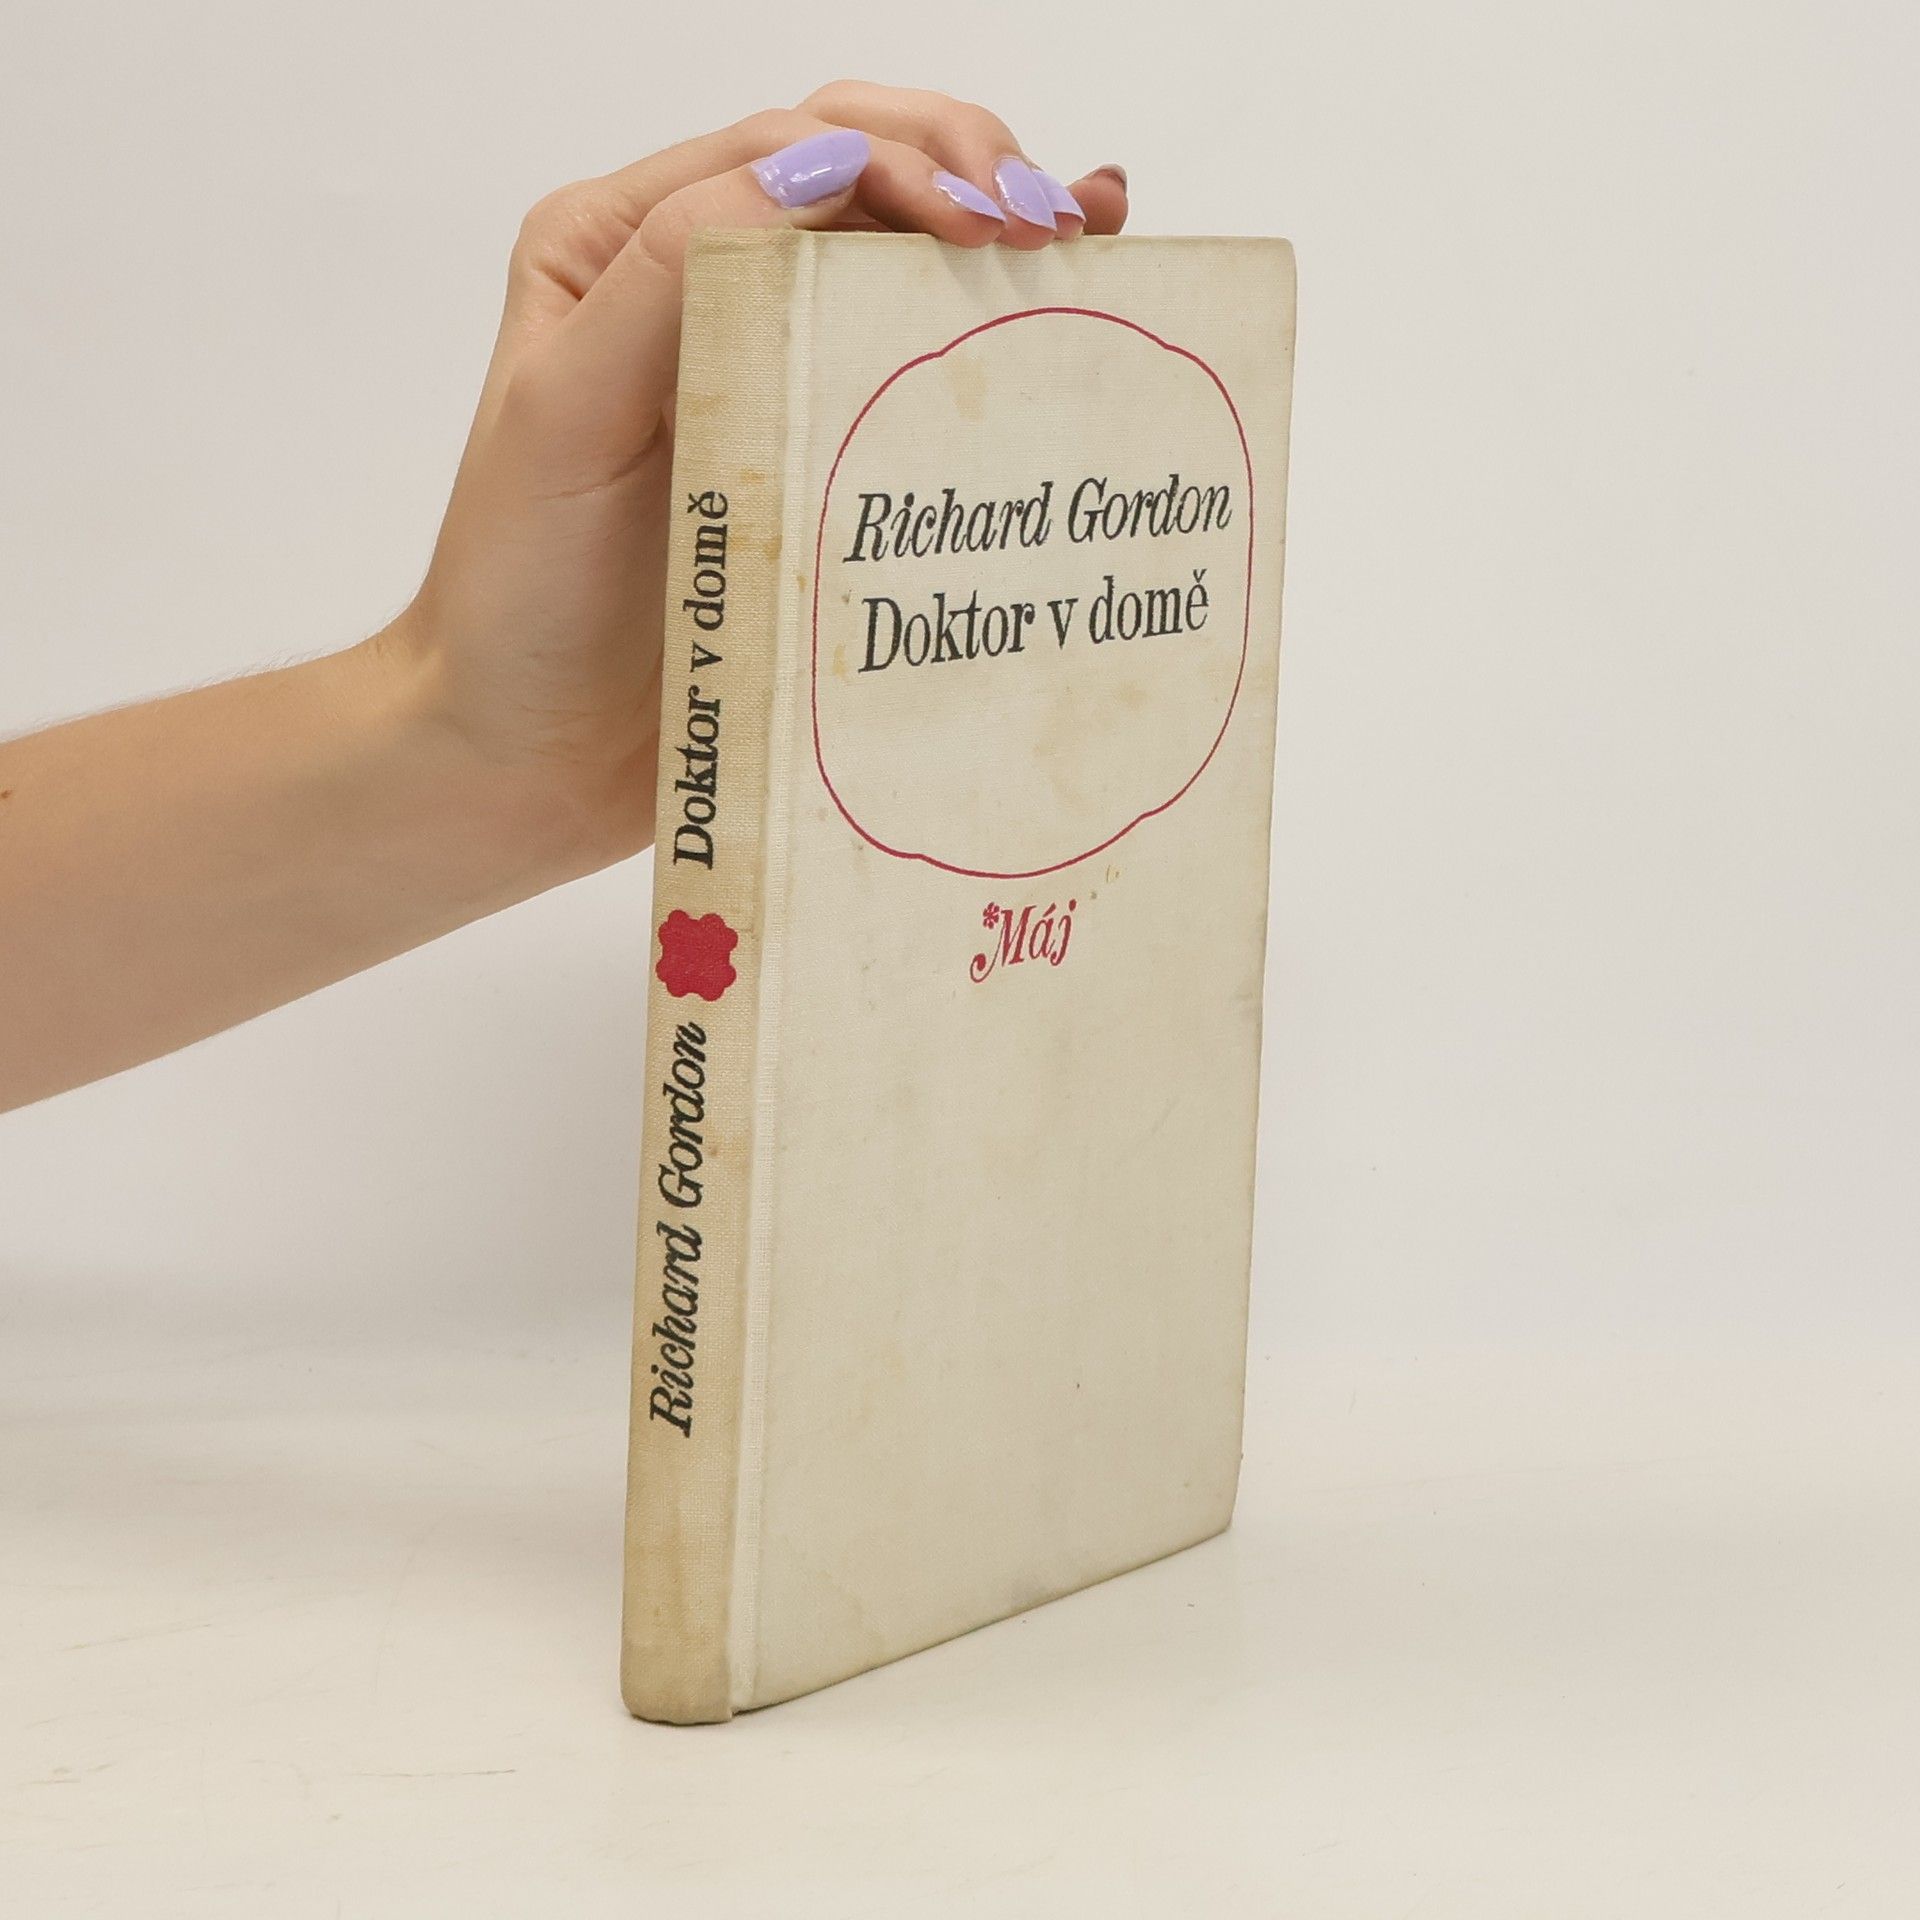 Richard Gordon
Doktor v domě
Máj
Richard Gordon Doktor v domě